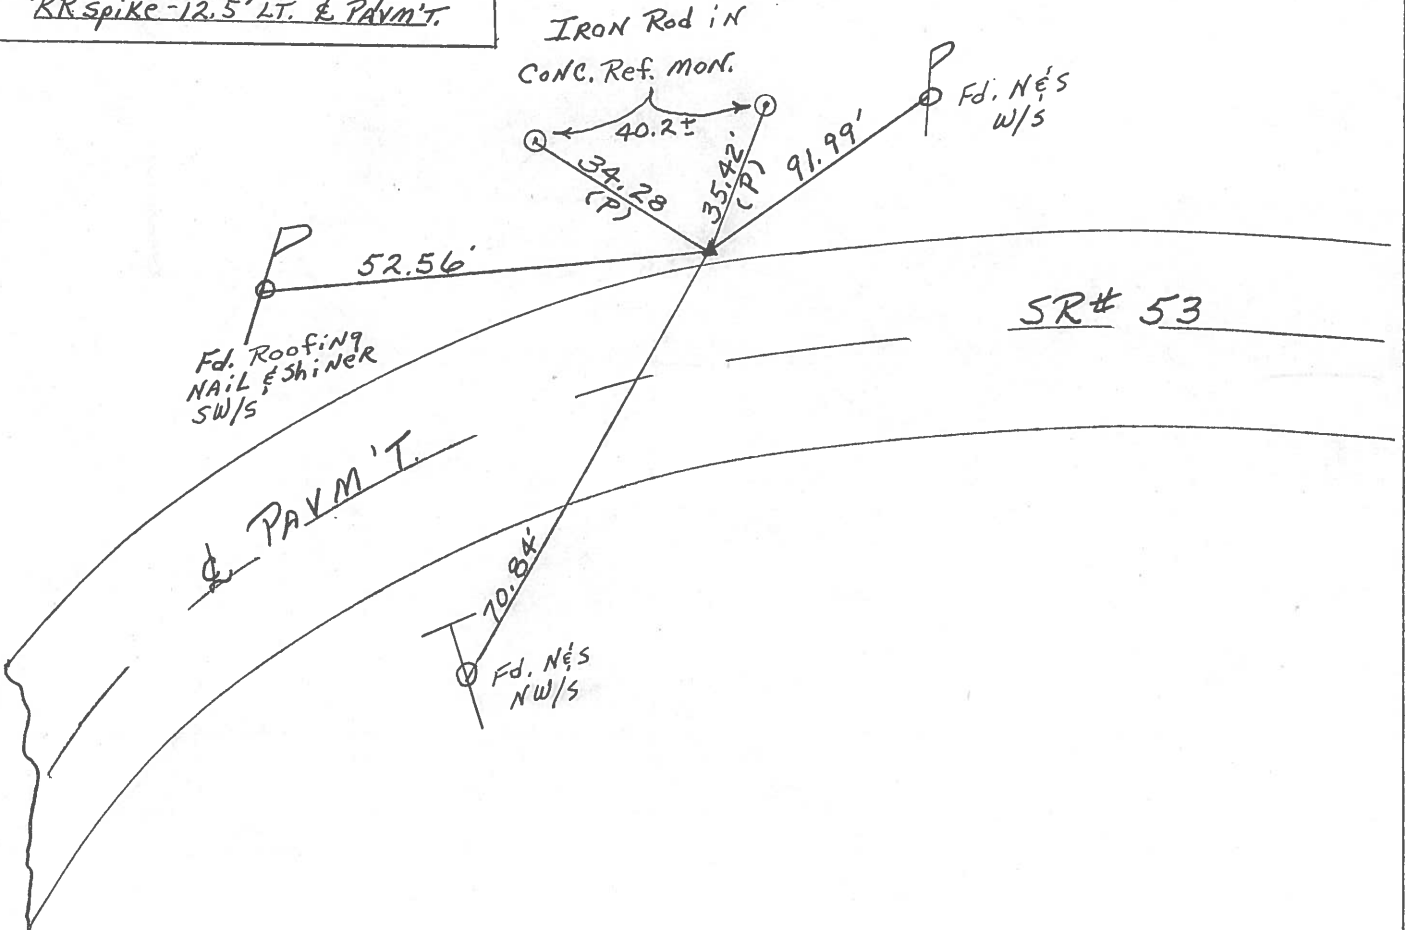 RR Spike - 12.5' LT. ℄ PAVM'T.
IRON Rod iN
CONC. Ref. MON.
40.2±
34.28
(P)
35.42'
(P)
91.99'
Fd. N&S
W/S
52.56'
Fd. Roofing
NAiL & ShiNER
SW/S
SR# 53
℄ PAVM'T.
70.84'
Fd. N&S
NW/S